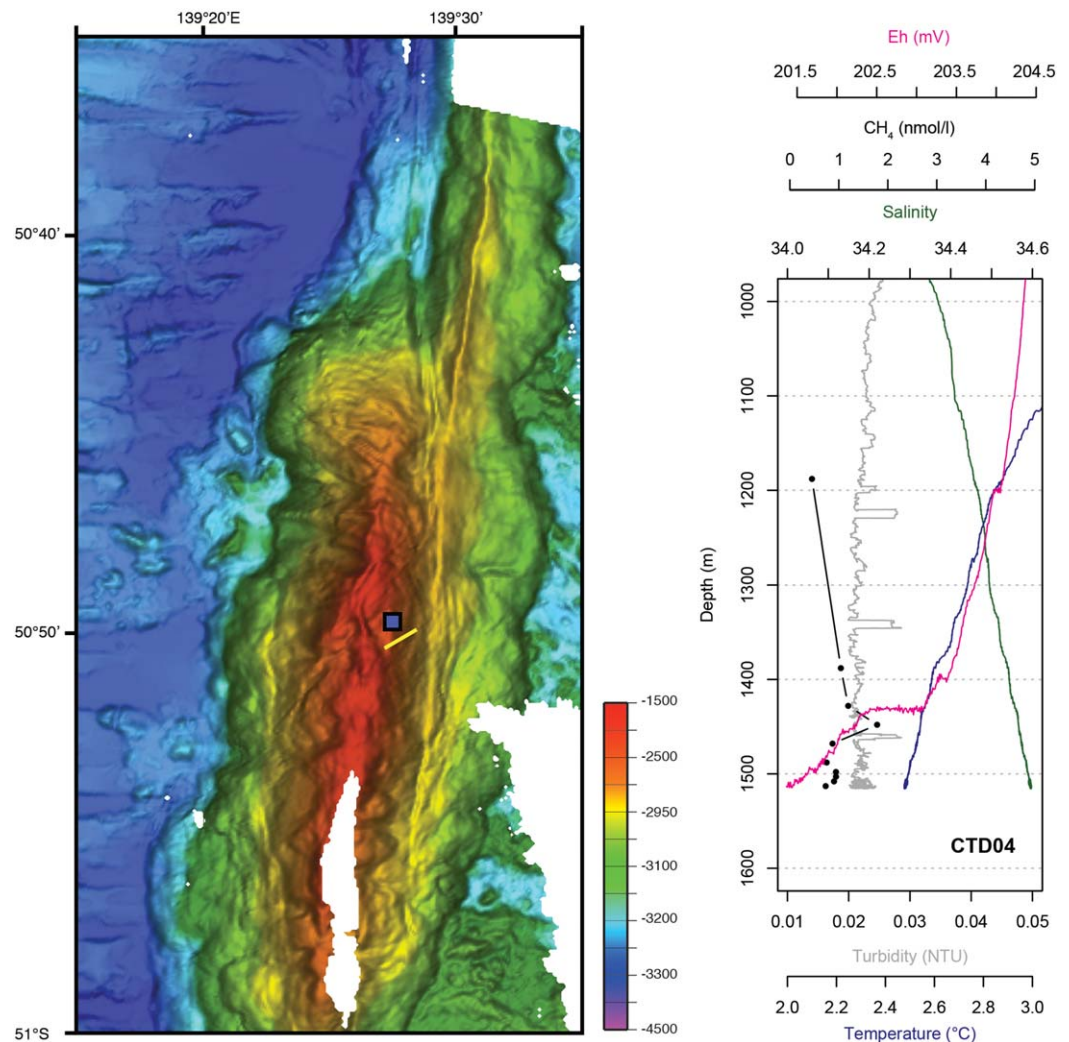 139°20'E 139°30'
50°40'
50°50'
51°S
-1500
-2500
-2950
-3100
-3200
-3300
-4500
Eh (mV)
201.5 202.5 203.5 204.5
CH4 (nmol/l)
0 1 2 3 4 5
Salinity
34.0 34.2 34.4 34.6
Depth (m)
1000
1100
1200
1300
1400
1500
1600
CTD04
0.01 0.02 0.03 0.04 0.05
Turbidity (NTU)
2.0 2.2 2.4 2.6 2.8 3.0
Temperature (°C)